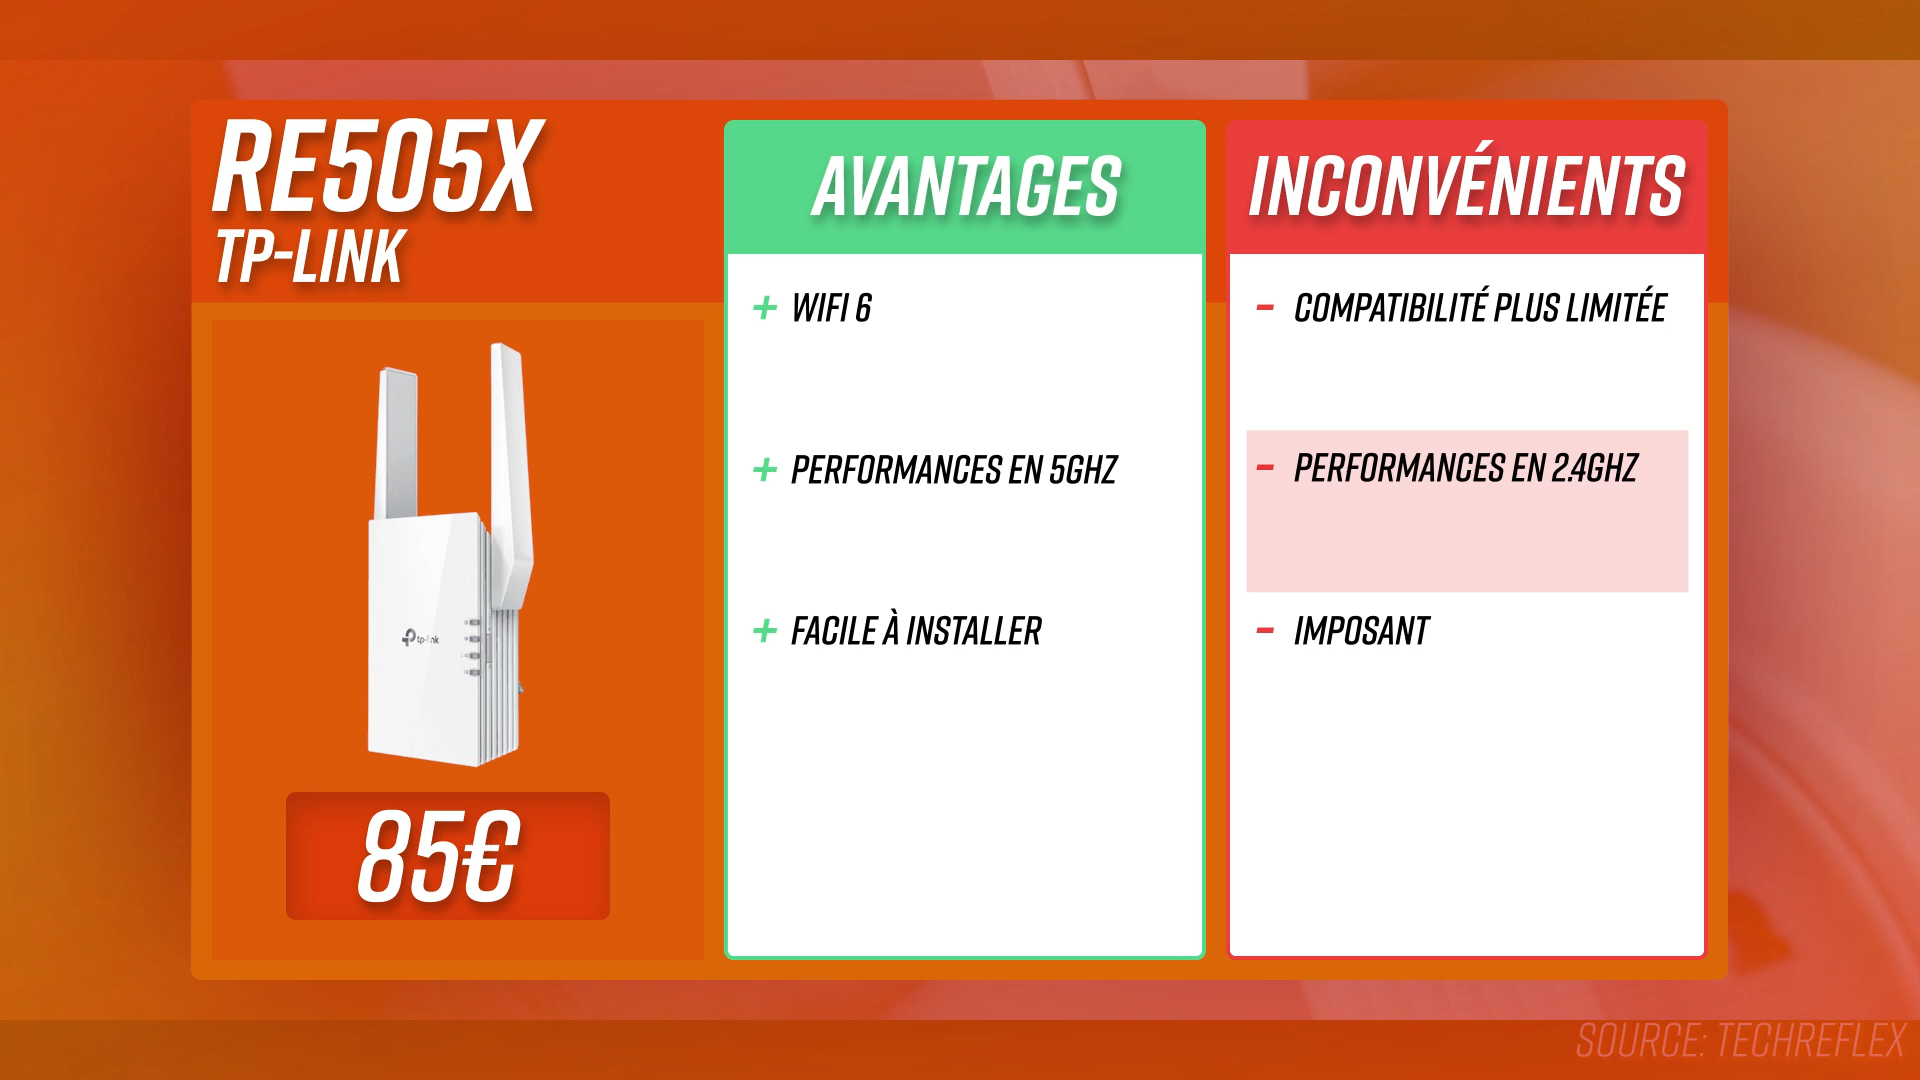 RE505X
TP-LINK
85€
AVANTAGES
+ WIFI 6
+ PERFORMANCES EN 5GHZ
+ FACILE À INSTALLER
INCONVÉNIENTS
- COMPATIBILITÉ PLUS LIMITÉE
- PERFORMANCES EN 2.4GHZ
- IMPOSANT
SOURCE: TECHREFLEX